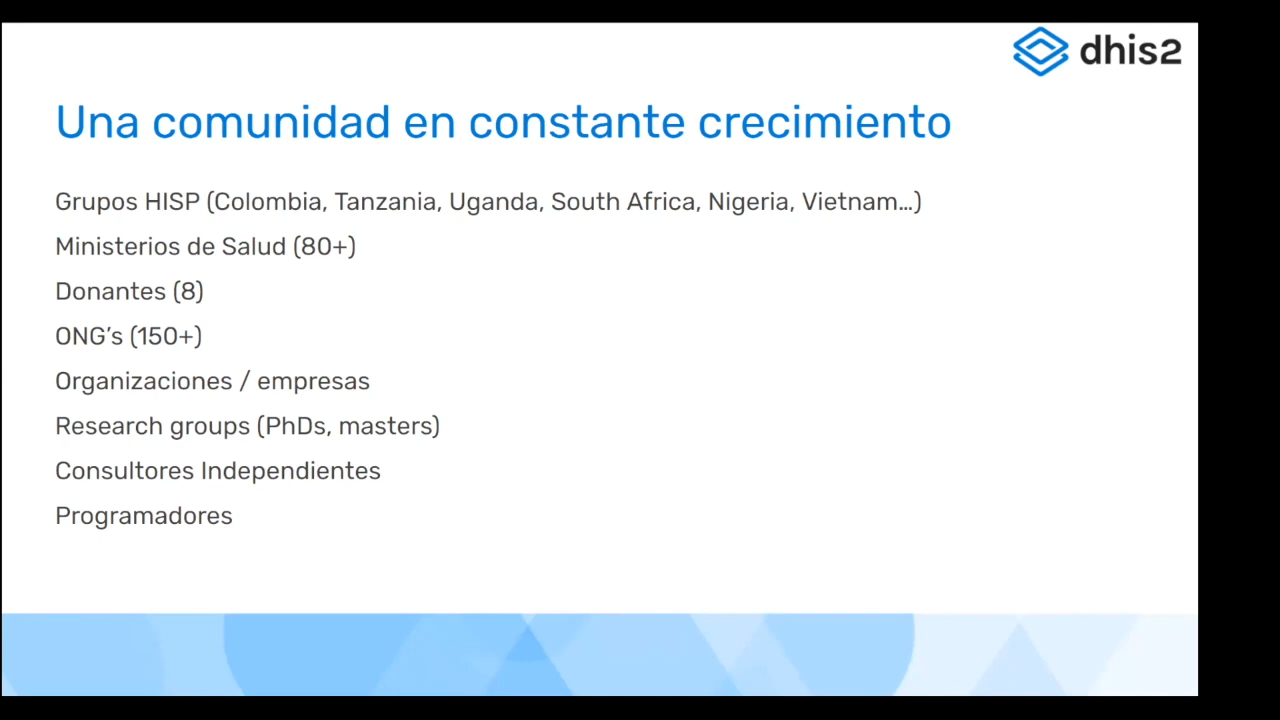 dhis2
Una comunidad en constante crecimiento
Grupos HISP (Colombia, Tanzania, Uganda, South Africa, Nigeria, Vietnam…)
Ministerios de Salud (80+)
Donantes (8)
ONG’s (150+)
Organizaciones / empresas
Research groups (PhDs, masters)
Consultores Independientes
Programadores